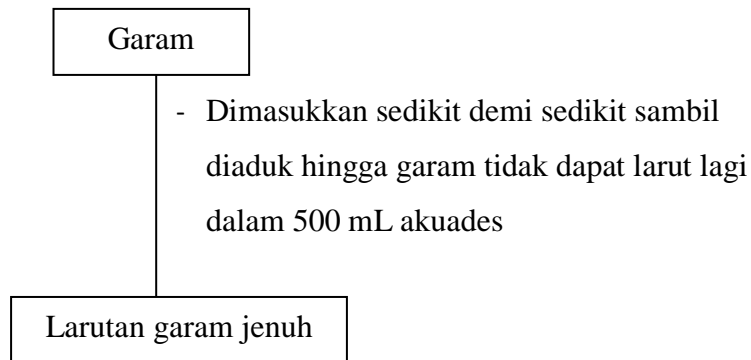 Garam
- Dimasukkan sedikit demi sedikit sambil
diaduk hingga garam tidak dapat larut lagi
dalam 500 mL akuades
Larutan garam jenuh